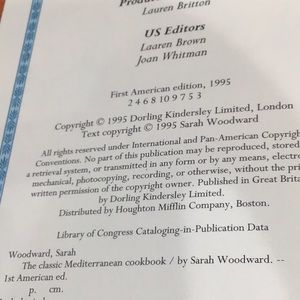 Produc
Lauren Britton
US Editors
Laaren Brown
Joan Whitman
First American edition, 1995
2 4 6 8 10 9 7 5 3
Copyright © 1995 Dorling Kindersley Limited, London
Text copyright © 1995 Sarah Woodward
All rights reserved under International and Pan-American Copyrigh
Conventions. No part of this publication may be reproduced, stored
a retrieval system, or transmitted in any form or by any means, electro
mechanical, photocopying, recording, or otherwise, without the pri
written permission of the copyright owner. Published in Great Brita
by Dorling Kindersley Limited.
Distributed by Houghton Mifflin Company, Boston.
Library of Congress Cataloging-in-Publication Data
Woodward, Sarah
The classic Mediterranean cookbook / by Sarah Woodward. --
1st American ed.
p. cm.